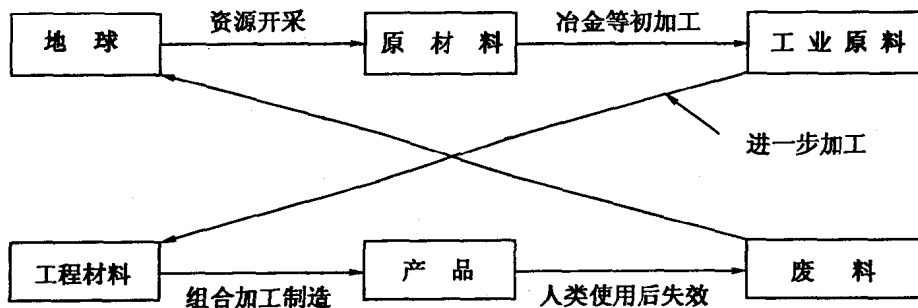 资源开采
冶金等初加工
地 球
原 材 料
工 业 原 料
进一步加工
工程材料
产 品
废 料
组合加工制造
人类使用后失效